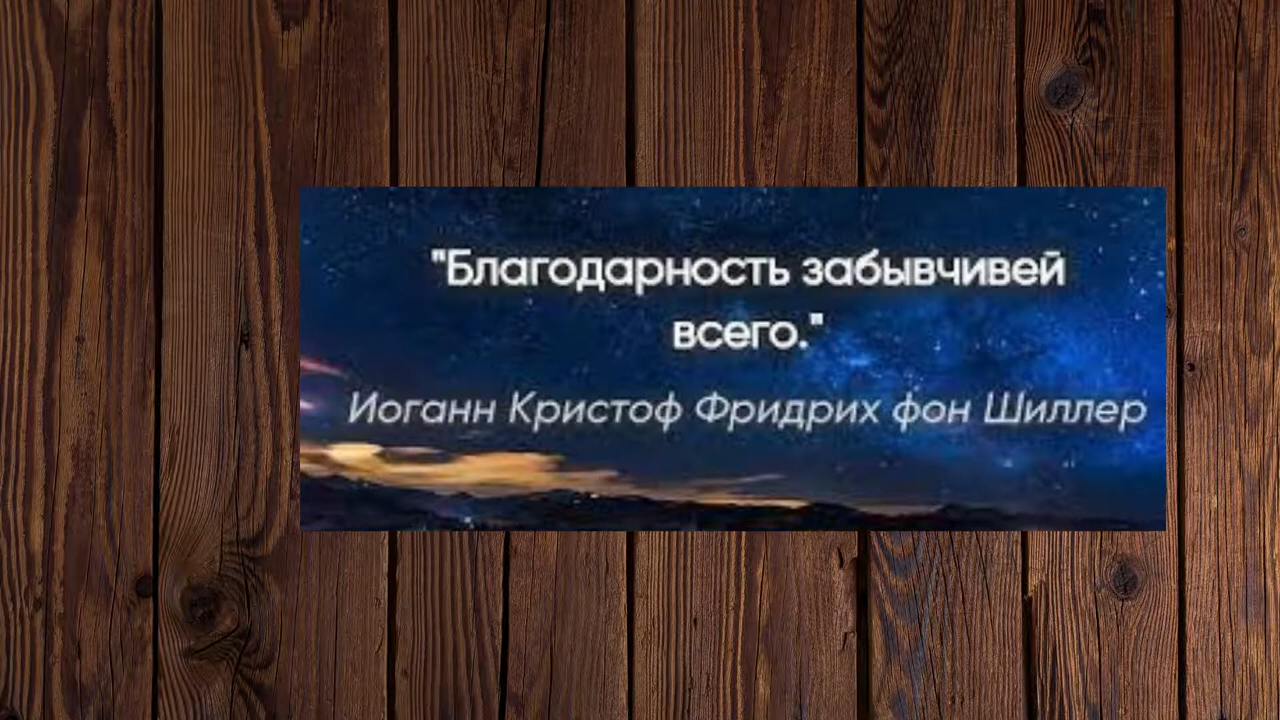 "Благодарность забывчивей
всего."
Иоганн Кристоф Фридрих фон Шиллер